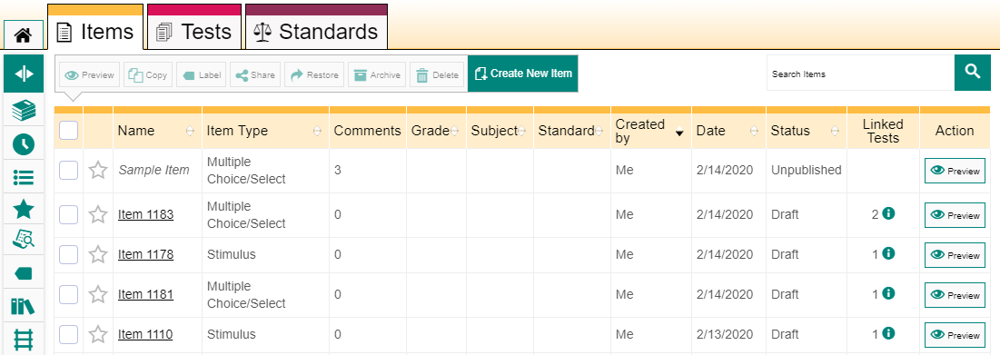 Items Tests Standards
Preview Copy Label Share Restore Archive Delete Create New Item Search Items
Name Item Type Comments Grade Subject Standard Created by Date Status Linked Tests Action
Sample Item Multiple Choice/Select 3 Me 2/14/2020 Unpublished Preview
Item 1183 Multiple Choice/Select 0 Me 2/14/2020 Draft 2 Preview
Item 1178 Stimulus 0 Me 2/14/2020 Draft 1 Preview
Item 1181 Multiple Choice/Select 0 Me 2/14/2020 Draft 1 Preview
Item 1110 Stimulus 0 Me 2/13/2020 Draft 1 Preview